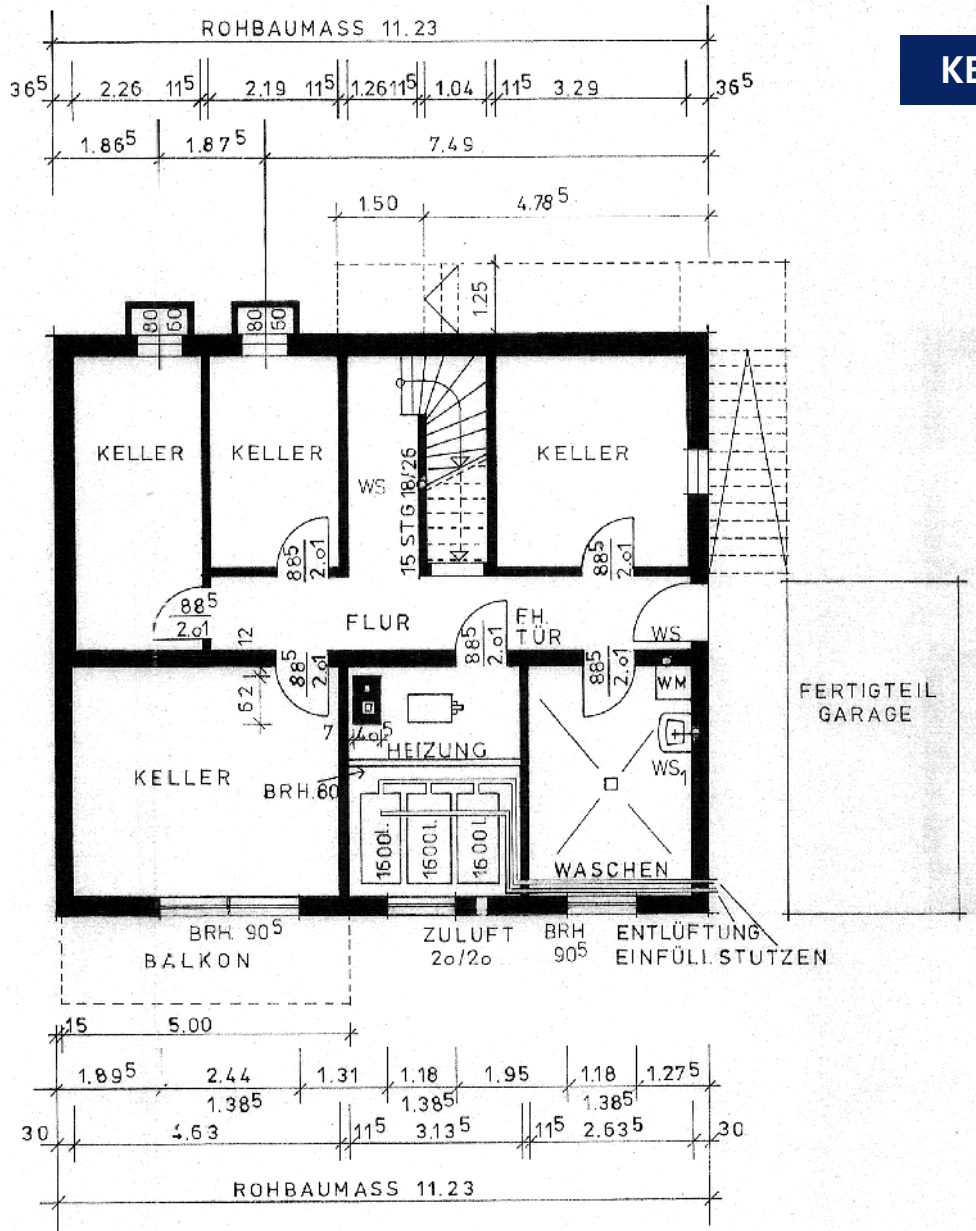 ROHBAUMASS 11.23
KE
36⁵ 2.26 11⁵ 2.19 11⁵ 1.26 11⁵ 1.04 11⁵ 3.29 36⁵
1.86⁵ 1.87⁵ 7.49
1.50 4.78⁵
1.25
80
60
80
60
KELLER
KELLER
WS
15 STG 18/26
KELLER
88⁵
2.01
88⁵
2.01
88⁵
2.01
FLUR
FH.
TÜR
WS
12
88⁵
2.01
88⁵
2.01
88⁵
2.01
WM
62
7 40⁵
HEIZUNG
WS₁
KELLER
BRH.80
1600l.
1600l.
1600l
WASCHEN
FERTIGTEIL
GARAGE
BRH. 90⁵
BALKON
ZULUFT
20/20
BRH
90⁵
ENTLÜFTUNG
EINFÜLL.STUTZEN
15 5.00
1.89⁵ 2.44 1.31 1.18 1.95 1.18 1.27⁵
1.38⁵ 1.38⁵ 1.38⁵
30 4.63 11⁵ 3.13⁵ 11⁵ 2.63⁵ 30
ROHBAUMASS 11.23